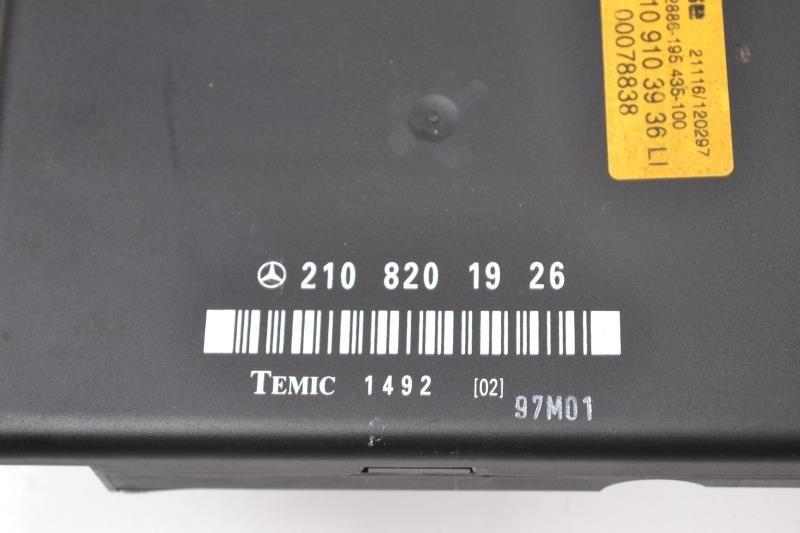 21116/120297
2886-195 435-100
10 910 39 36 LI
00078838
210 820 19 26
TEMIC 1492 [02]
97M01